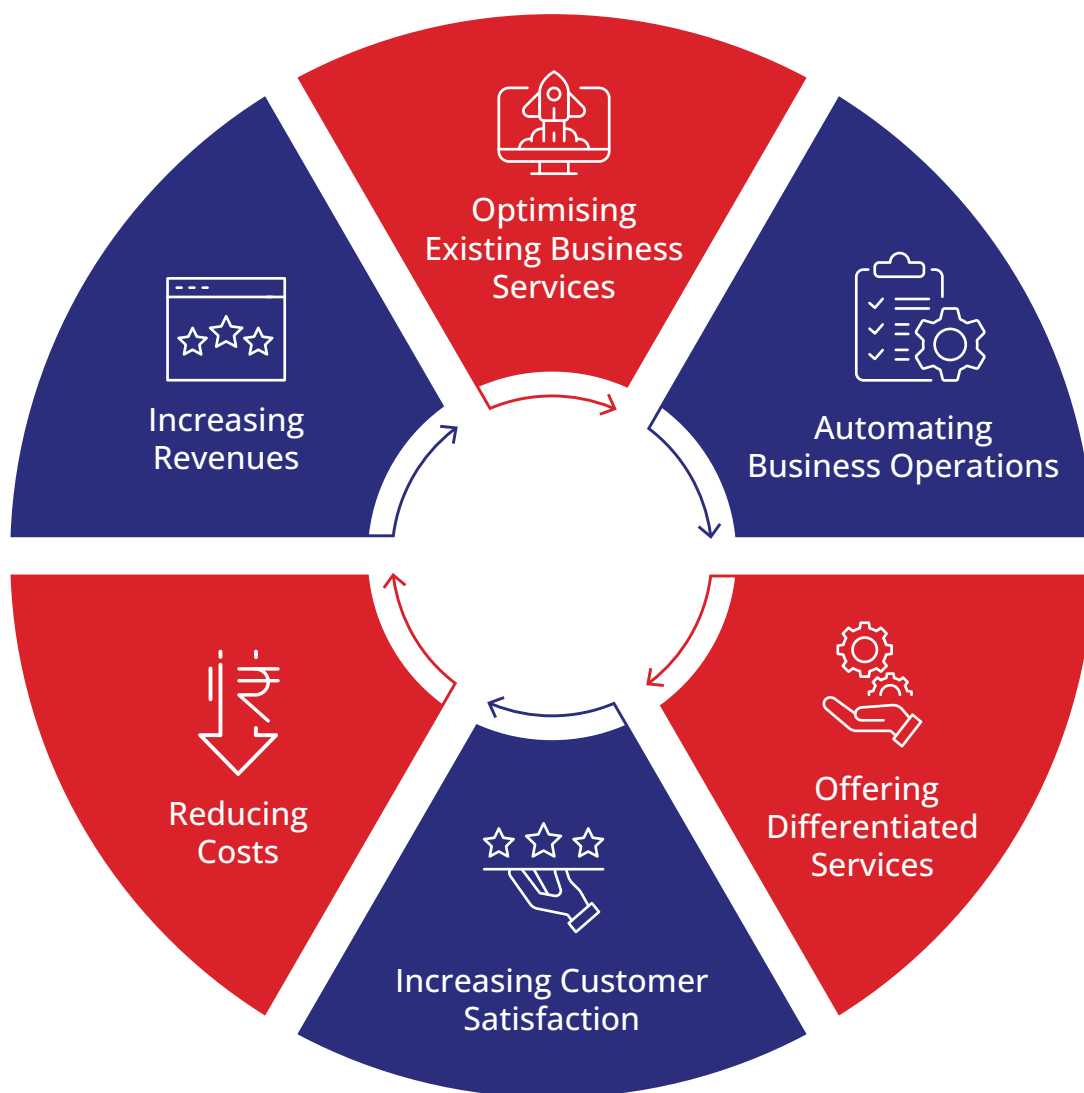 Optimising
Existing Business
Services
Automating
Business Operations
Offering
Differentiated
Services
Increasing Customer
Satisfaction
Reducing
Costs
Increasing
Revenues